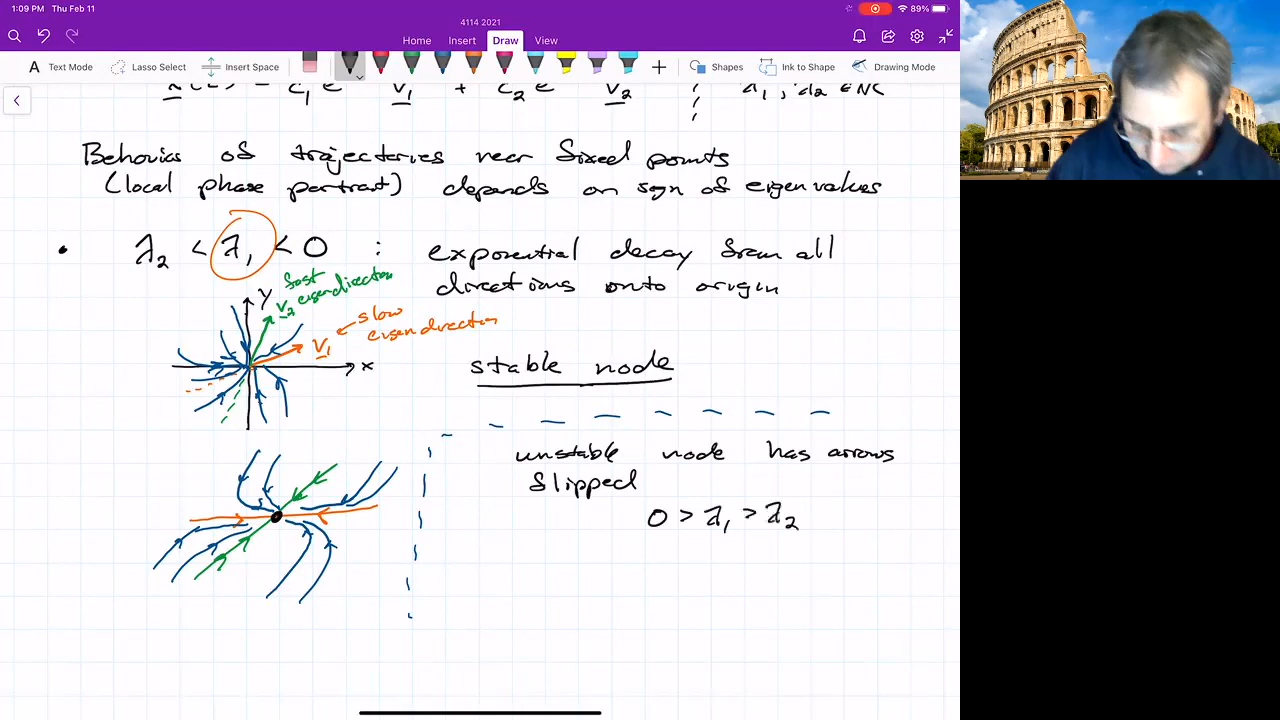 1:09 PM Thu Feb 11
89%
4114 2021
Home Insert Draw View
A Text Mode Lasso Select Insert Space Shapes Ink to Shape Drawing Mode
Behavior of trajectories near fixed points
(local phase portrait) depends on sign of eigenvalues
• λ₂ < λ₁ < 0 : exponential decay from all
directions onto origin
y
v₂ fast
eigendirection
v₁ slow
eigendirection
x
stable node
unstable node has arrows
flipped
0 > λ₁ > λ₂